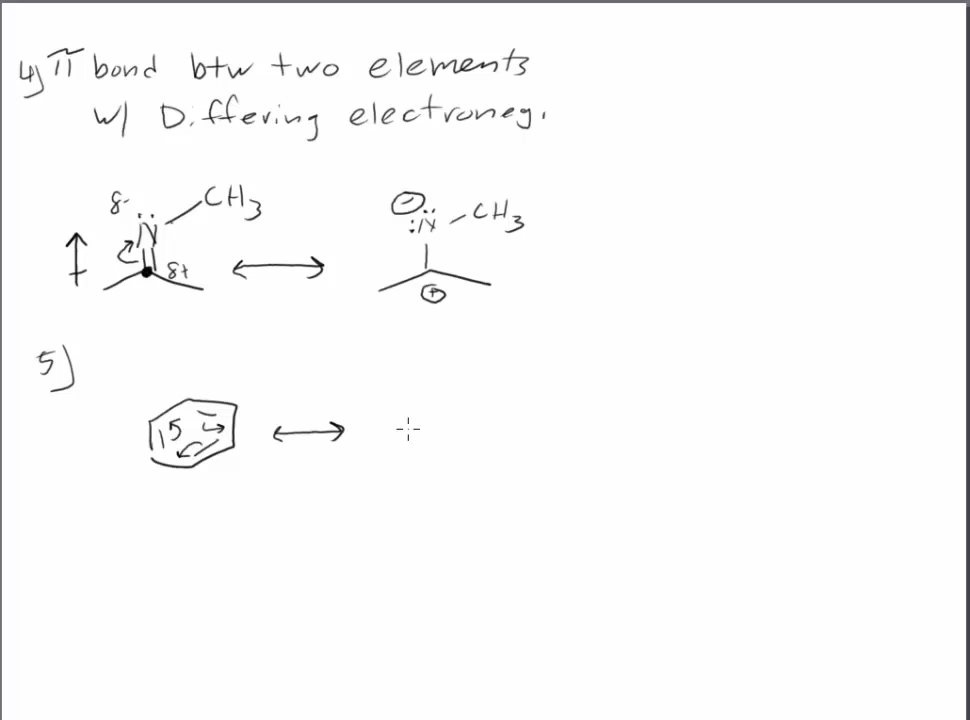 4) π bond btw two elements
w/ Differing electroneg.
δ- :N CH3
δ+
⊖ :N: CH3
⊕
5)